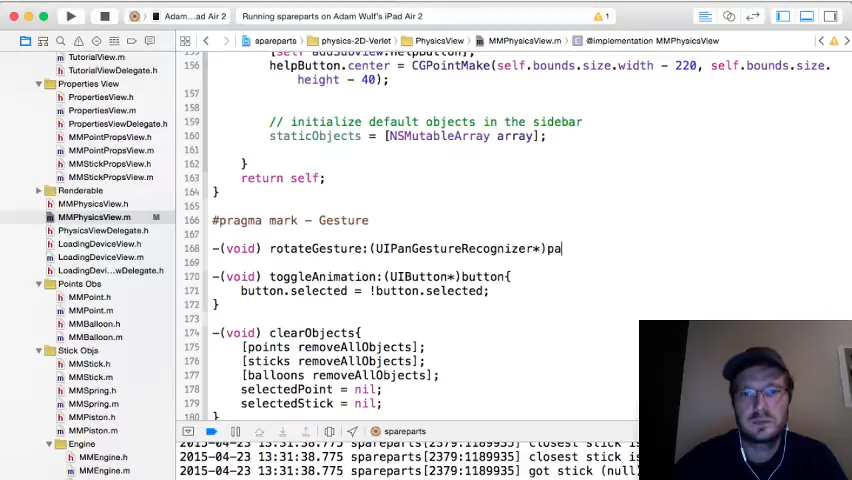 Adam...ad Air 2
Running spareparts on Adam Wulf's iPad Air 2
1
spareparts
physics-2D-Verlet
PhysicsView
MMPhysicsView.m
@implementation MMPhysicsView
TutorialView.m
TutorialViewDelegate.h
Properties View
PropertiesView.h
PropertiesView.m
PropertiesViewDelegate.h
MMPointPropsView.h
MMPointPropsView.m
MMStickPropsView.h
MMStickPropsView.m
Renderable
MMPhysicsView.h
MMPhysicsView.m M
PhysicsViewDelegate.h
LoadingDeviceView.h
LoadingDeviceView.m
LoadingDevi...wDelegate.h
Points Obs
MMPoint.h
MMPoint.m
MMBalloon.h
MMBalloon.m
Stick Objs
MMStick.h
MMStick.m
MMSpring.h
MMSpring.m
MMPiston.h
MMPiston.m
Engine
MMEngine.h
MMEngine.m
[self addSubview:helpButton];
156 helpButton.center = CGPointMake(self.bounds.size.width - 220, self.bounds.size.
height - 40);
157
158
159 // initialize default objects in the sidebar
160 staticObjects = [NSMutableArray array];
161
162 }
163 return self;
164 }
165
166 #pragma mark - Gesture
167
168 -(void) rotateGesture:(UIPanGestureRecognizer*)pa
169
170 -(void) toggleAnimation:(UIButton*)button{
171 button.selected = !button.selected;
172 }
173
174 -(void) clearObjects{
175 [points removeAllObjects];
176 [sticks removeAllObjects];
177 [balloons removeAllObjects];
178 selectedPoint = nil;
179 selectedStick = nil;
180 }
spareparts
2015-04-23 13:31:38.775 spareparts[2379:1189935] closest stick is
2015-04-23 13:31:38.775 spareparts[2379:1189935] closest stick is
2015-04-23 13:31:38.775 spareparts[2379:1189935] got stick (null)